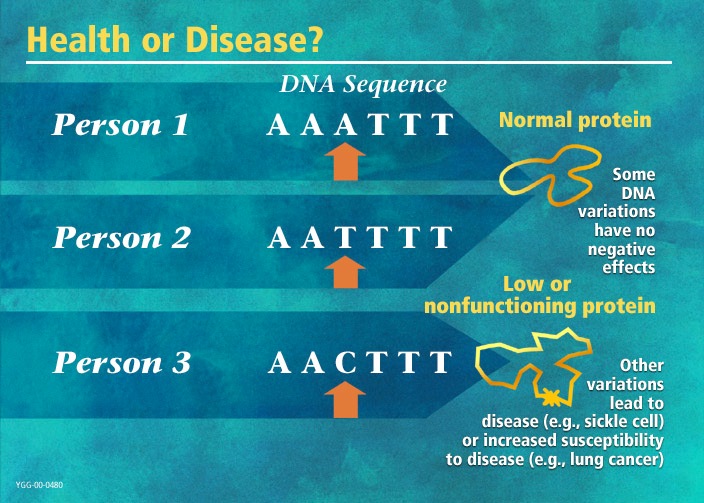 Health or Disease?
DNA Sequence
Person 1
A A A T T T
Normal protein
Some
DNA
variations
have no
negative
effects
Person 2
A A T T T T
Low or
nonfunctioning protein
Person 3
A A C T T T
Other
variations
lead to
disease (e.g., sickle cell)
or increased susceptibility
to disease (e.g., lung cancer)
YGG-00-0480